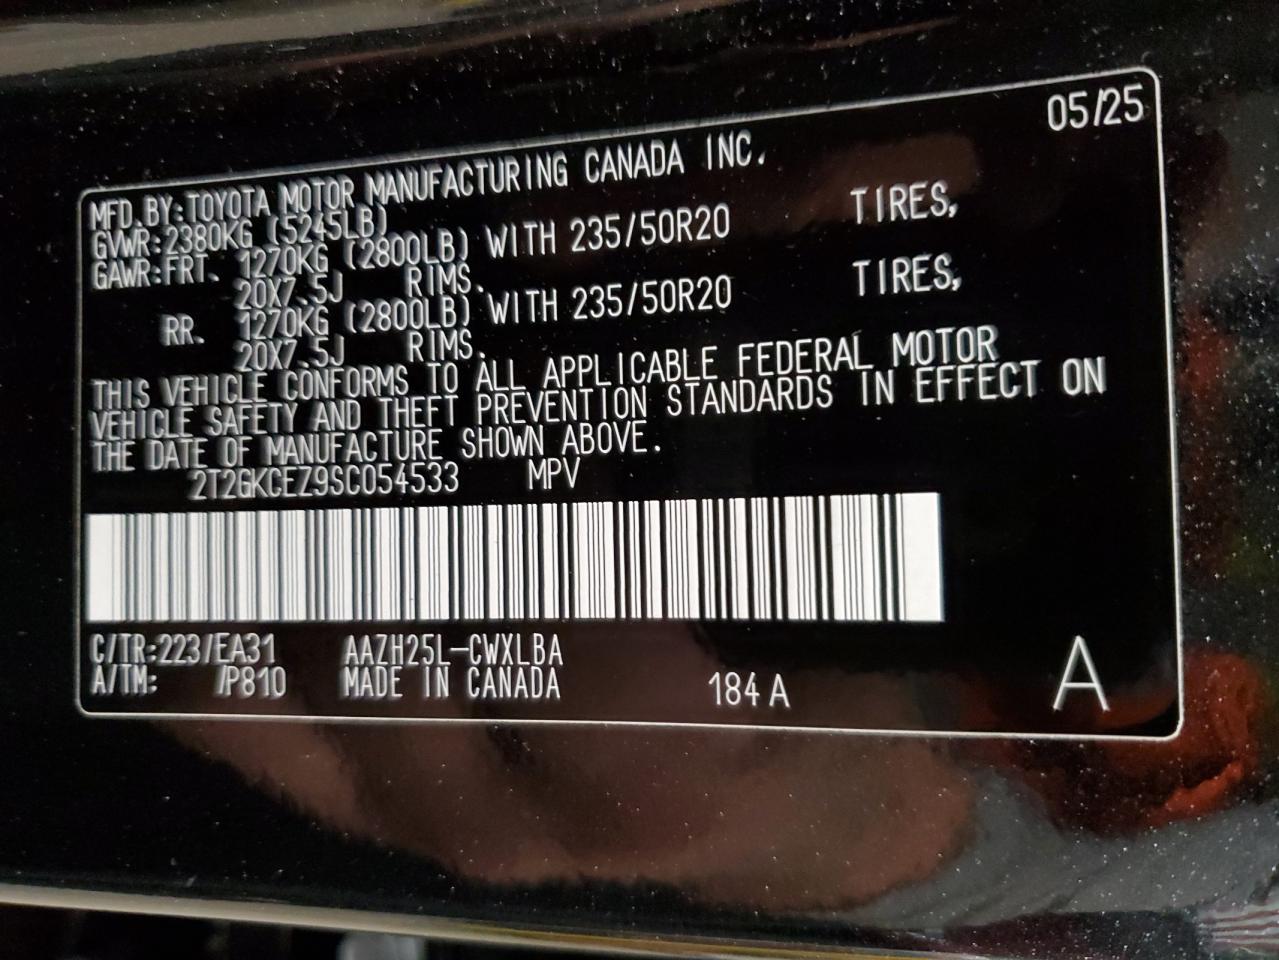 05/25
MFD.BY:TOYOTA MOTOR MANUFACTURING CANADA INC.
GVWR:2380KG (5245LB)
GAWR:FRT. 1270KG (2800LB) WITH 235/50R20 TIRES,
20X7.5J RIMS.
RR. 1270KG (2800LB) WITH 235/50R20 TIRES,
20X7.5J RIMS.
THIS VEHICLE CONFORMS TO ALL APPLICABLE FEDERAL MOTOR
VEHICLE SAFETY AND THEFT PREVENTION STANDARDS IN EFFECT ON
THE DATE OF MANUFACTURE SHOWN ABOVE.
2T2GKCEZ9SC054533 MPV
C/TR:223/EA31 AAZH25L-CWXLBA
A/TM: /P810 MADE IN CANADA 184A A